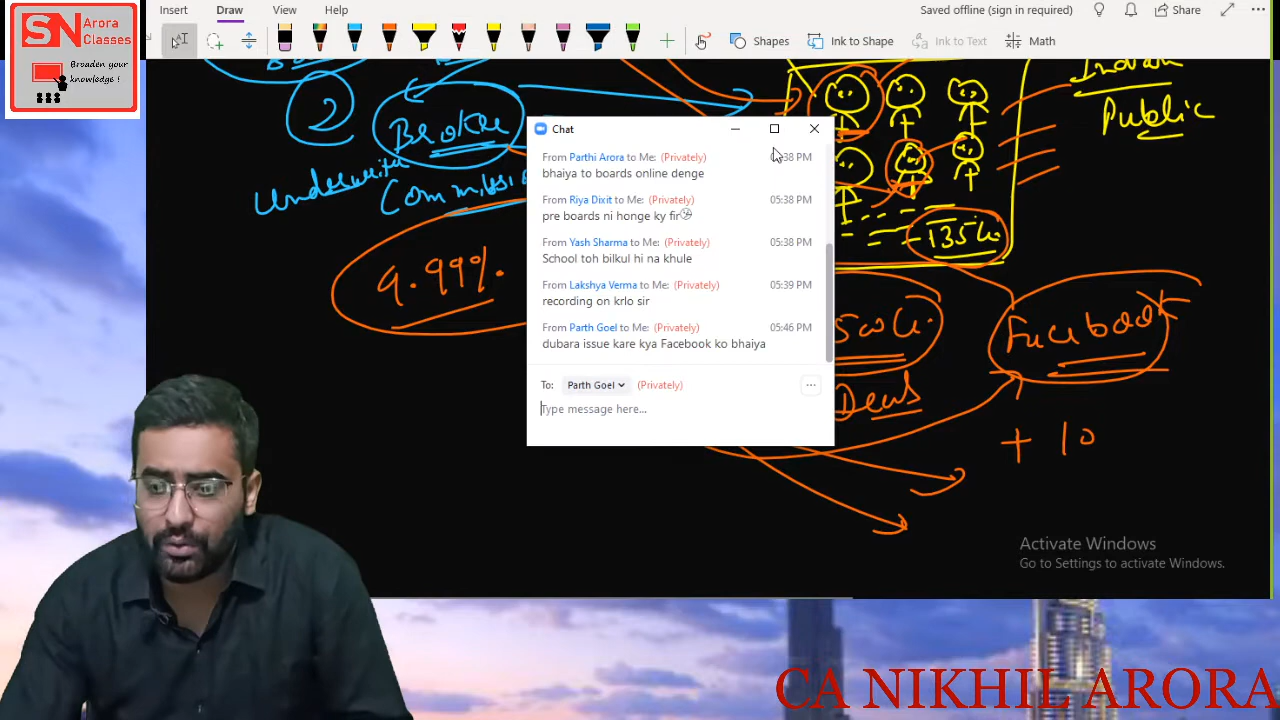 SN Arora
Classes
Broaden your
knowledge !
Insert Draw View Help
Saved offline (sign in required)
Share
Shapes
Ink to Shape
Ink to Text
Math
2
Broker
Commissi
9.99%
Indian
Public
135k
Facebook
500k.
+ 10
Chat
From Parthi Arora to Me: (Privately) :38 PM
bhaiya to boards online denge
From Riya Dixit to Me: (Privately) 05:38 PM
pre boards ni honge ky fir
From Yash Sharma to Me: (Privately) 05:38 PM
School toh bilkul hi na khule
From Lakshya Verma to Me: (Privately) 05:39 PM
recording on krlo sir
From Parth Goel to Me: (Privately) 05:46 PM
dubara issue kare kya Facebook ko bhaiya
To: Parth Goel (Privately)
Type message here...
Activate Windows
Go to Settings to activate Windows.
CA NIKHIL ARORA